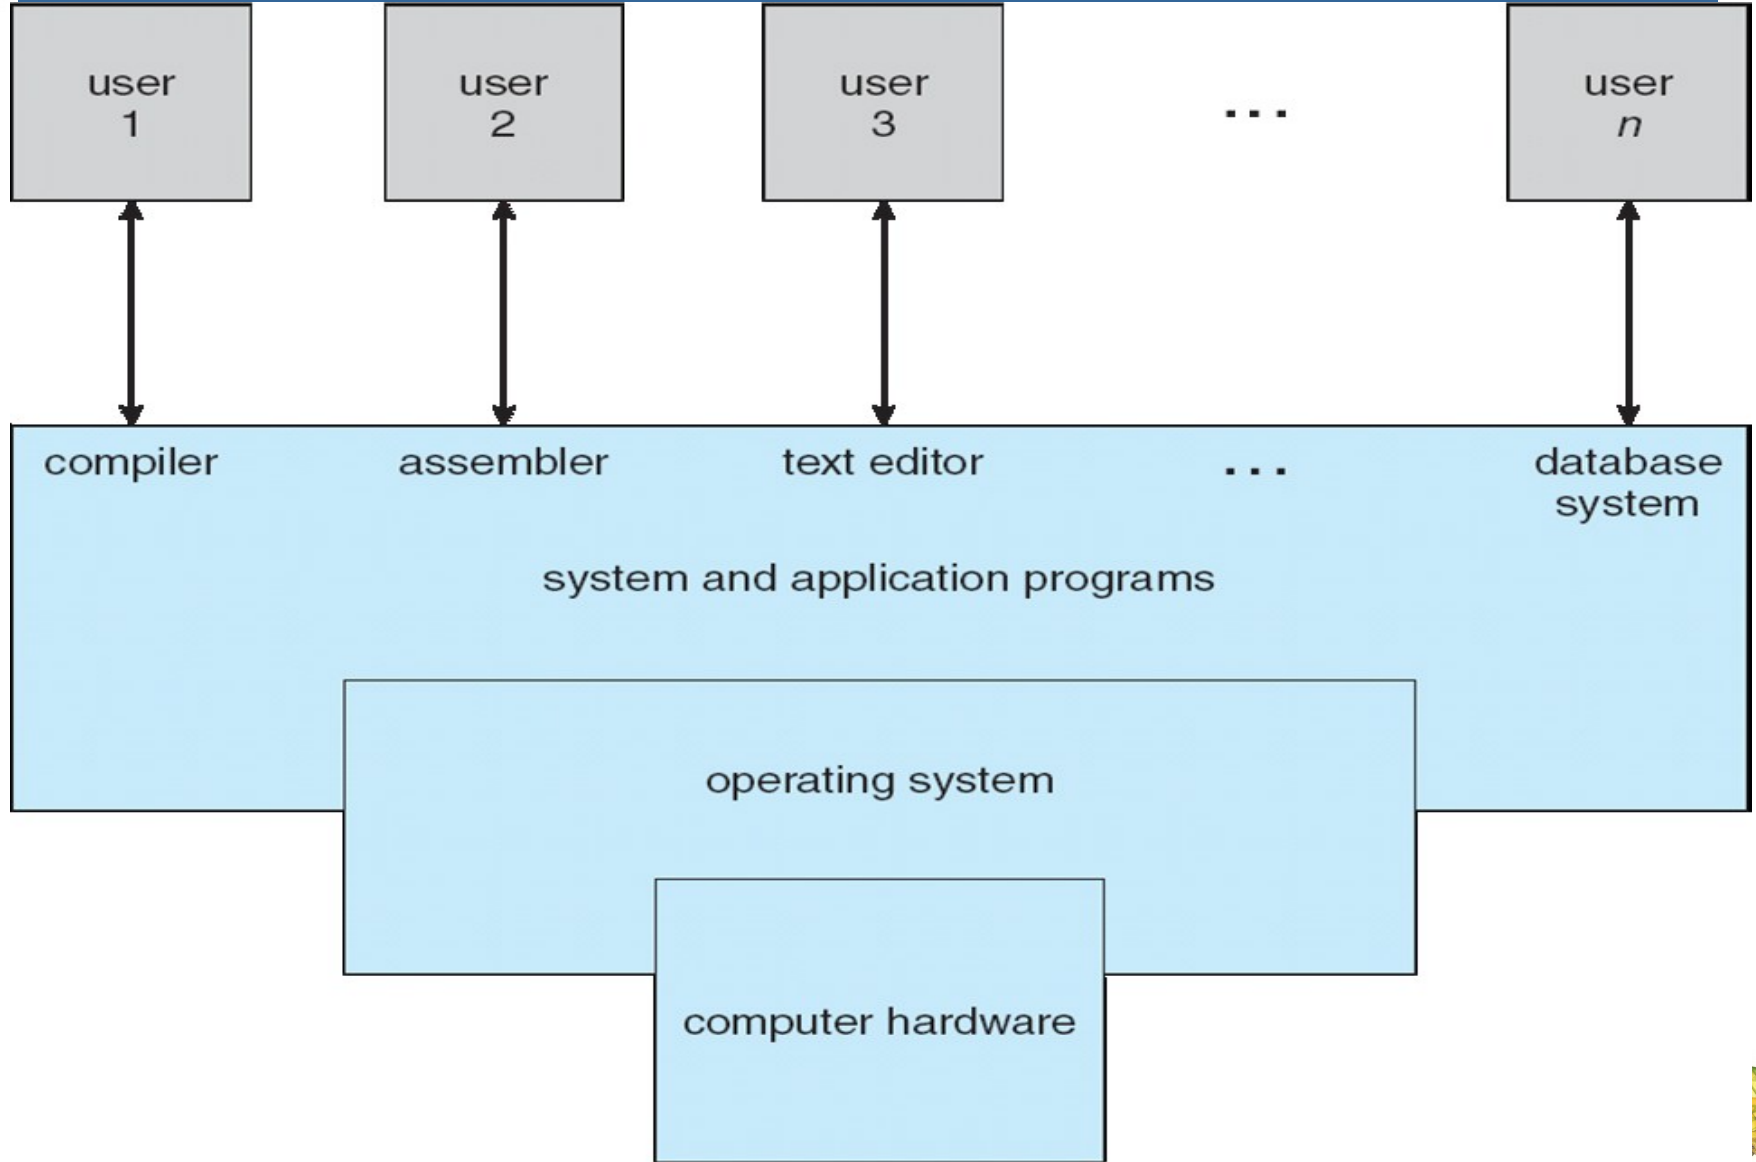 user
1
user
2
user
3
...
user
n
compiler
assembler
text editor
...
database
system
system and application programs
operating system
computer hardware